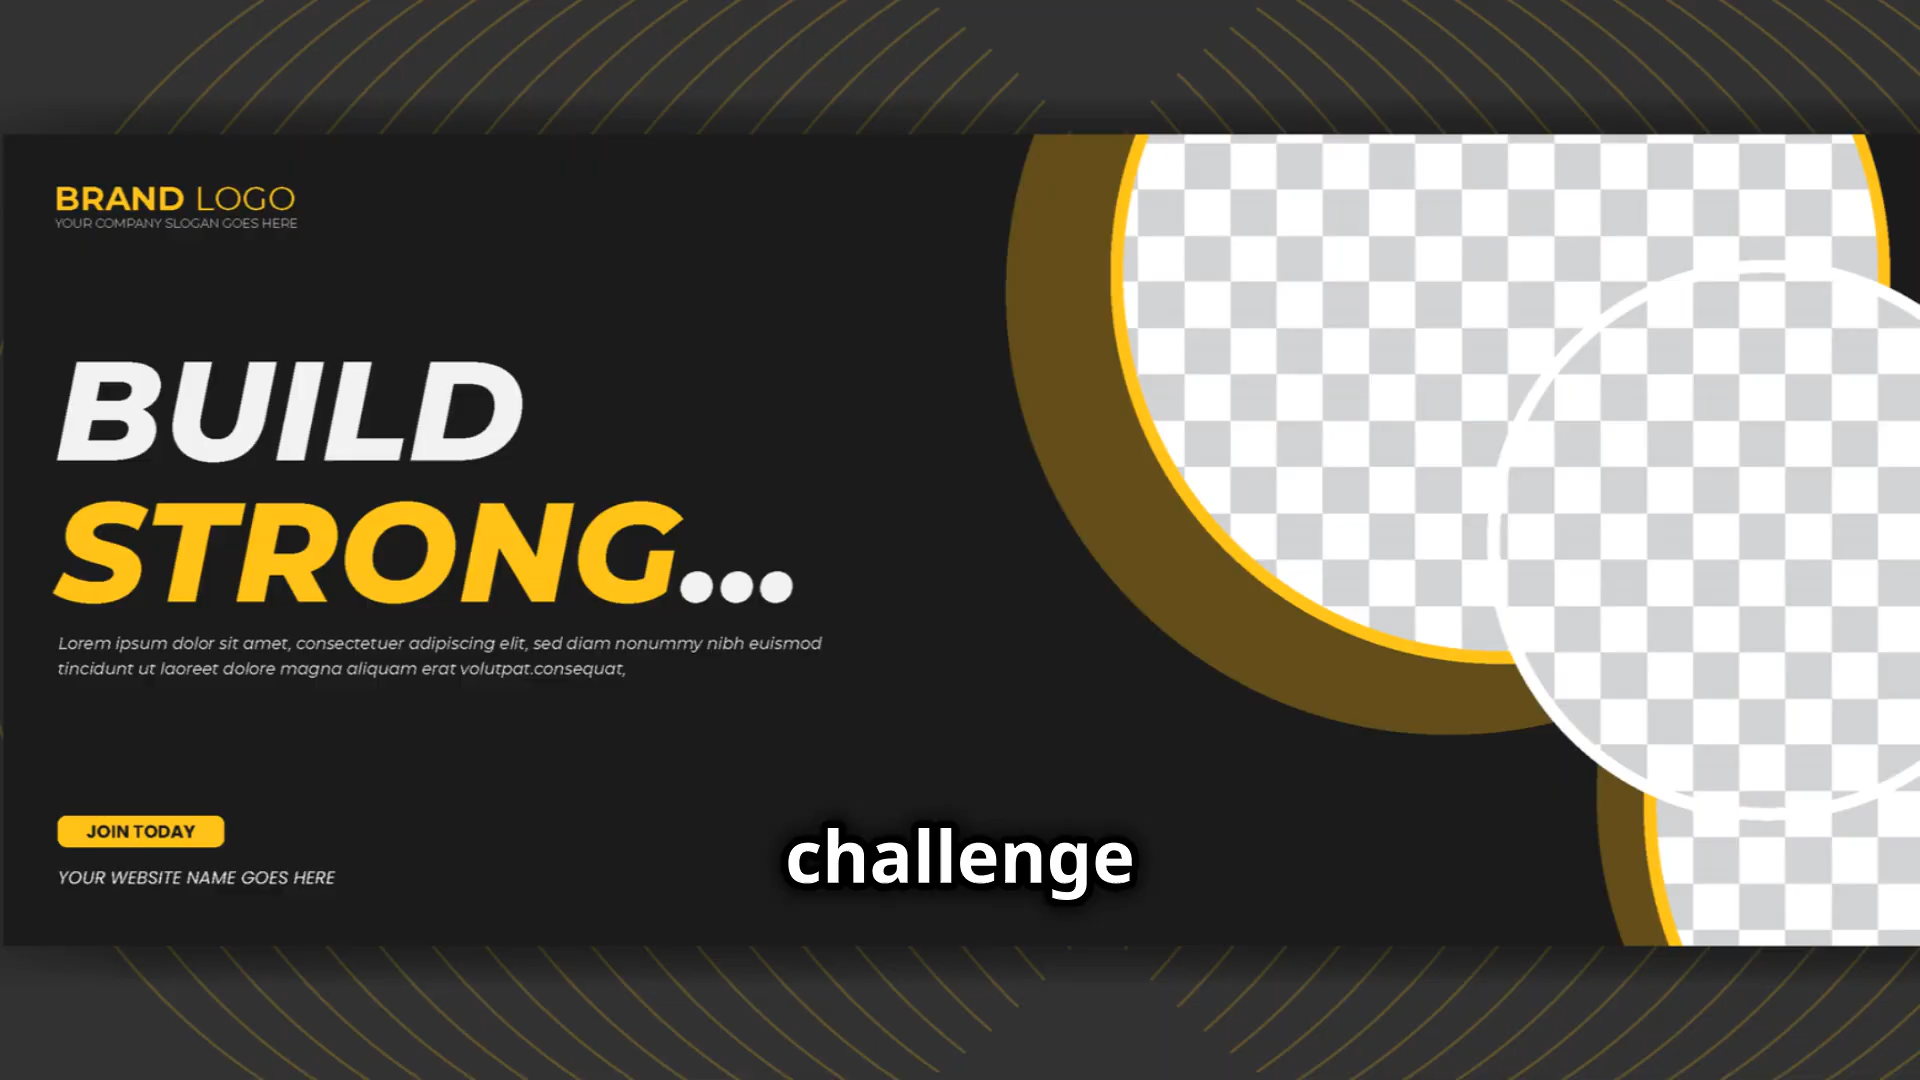 BRAND LOGO
YOUR COMPANY SLOGAN GOES HERE
BUILD
STRONG...
Lorem ipsum dolor sit amet, consectetuer adipiscing elit, sed diam nonummy nibh euismod
tincidunt ut laoreet dolore magna aliquam erat volutpat.consequat,
JOIN TODAY
challenge
YOUR WEBSITE NAME GOES HERE